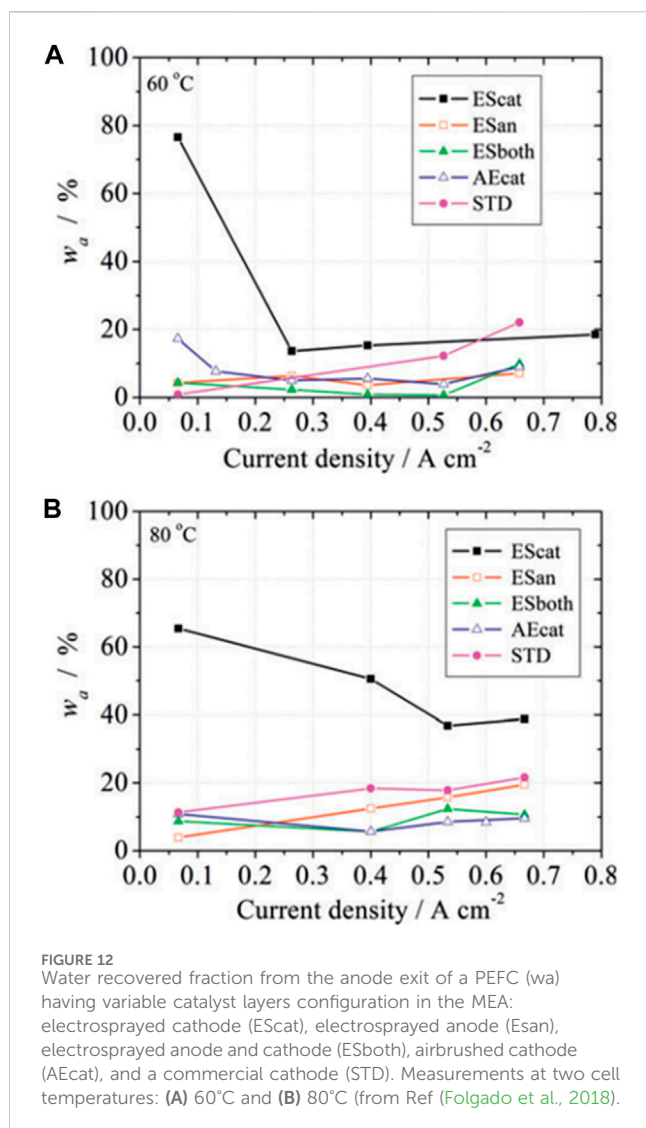 A
60 °C
EScat
ESan
ESboth
AEcat
STD
100
80
60
40
20
0
wa / %
0.0 0.1 0.2 0.3 0.4 0.5 0.6 0.7 0.8
Current density / A cm-2
B
80 °C
EScat
ESan
ESboth
AEcat
STD
100
80
60
40
20
0
wa / %
0.0 0.1 0.2 0.3 0.4 0.5 0.6 0.7 0.8
Current density / A cm-2
FIGURE 12
Water recovered fraction from the anode exit of a PEFC (wa)
having variable catalyst layers configuration in the MEA:
electrosprayed cathode (EScat), electrosprayed anode (Esan),
electrosprayed anode and cathode (ESboth), airbrushed cathode
(AEcat), and a commercial cathode (STD). Measurements at two cell
temperatures: (A) 60°C and (B) 80°C (from Ref (Folgado et al., 2018).